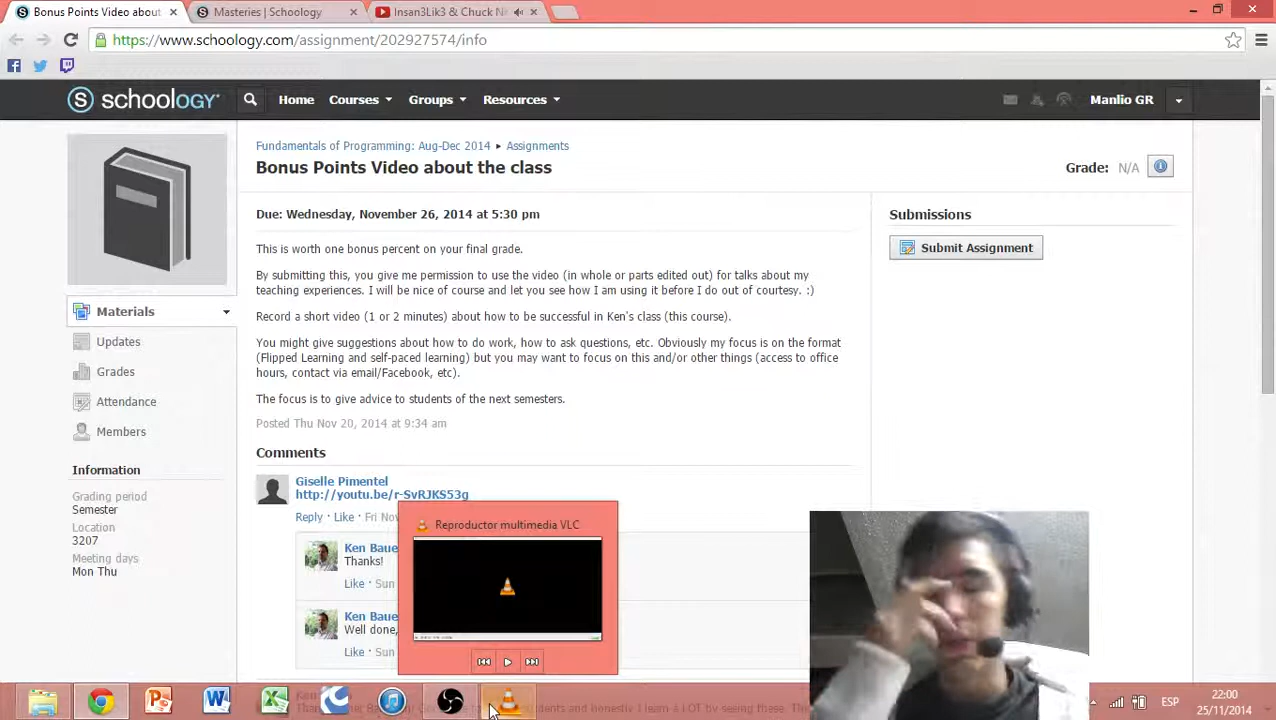 Bonus Points Video about
Masteries | Schoology
Insan3Lik3 & Chuck Ni
https://www.schoology.com/assignment/202927574/info
S schoology
Home
Courses
Groups
Resources
Manlio GR
Fundamentals of Programming: Aug-Dec 2014 ▸ Assignments
Bonus Points Video about the class
Grade: N/A
Due: Wednesday, November 26, 2014 at 5:30 pm
This is worth one bonus percent on your final grade.
By submitting this, you give me permission to use the video (in whole or parts edited out) for talks about my
teaching experiences. I will be nice of course and let you see how I am using it before I do out of courtesy. :)
Record a short video (1 or 2 minutes) about how to be successful in Ken's class (this course).
You might give suggestions about how to do work, how to ask questions, etc. Obviously my focus is on the format
(Flipped Learning and self-paced learning) but you may want to focus on this and/or other things (access to office
hours, contact via email/Facebook, etc).
The focus is to give advice to students of the next semesters.
Posted Thu Nov 20, 2014 at 9:34 am
Submissions
Submit Assignment
Materials
Updates
Grades
Attendance
Members
Information
Grading period
Semester
Location
3207
Meeting days
Mon Thu
Comments
Giselle Pimentel
http://youtu.be/r-SvRJKS53g
Reply · Like · Fri Nov
Ken Baue
Thanks!
Like · Sun
Ken Baue
Well done,
Like · Sun
Reproductor multimedia VLC
ESP
22:00
25/11/2014